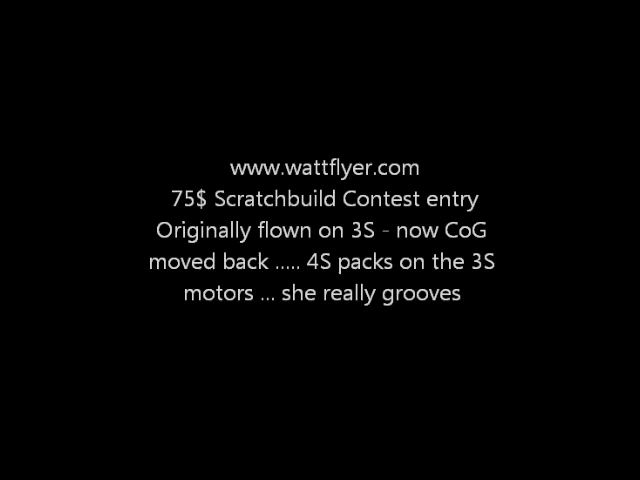 www.wattflyer.com
75$ Scratchbuild Contest entry
Originally flown on 3S - now CoG
moved back ..... 4S packs on the 3S
motors ... she really grooves